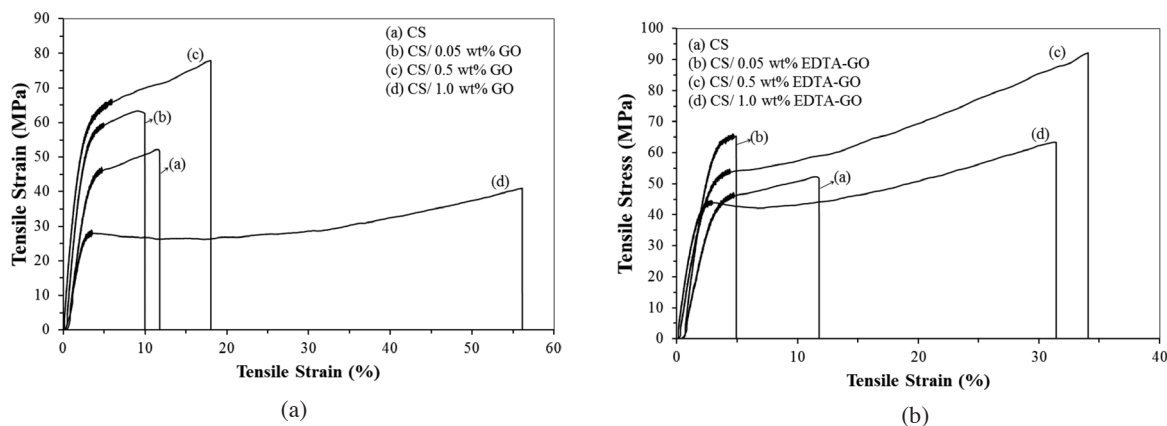 90
80
70
60
50
40
30
20
10
0
Tensile Strain (MPa)
(a) CS
(b) CS/ 0.05 wt% GO
(c) CS/ 0.5 wt% GO
(d) CS/ 1.0 wt% GO
(c)
(b)
(a)
(d)
0 10 20 30 40 50 60
Tensile Strain (%)
(a)
100
90
80
70
60
50
40
30
20
10
0
Tensile Stress (MPa)
(a) CS
(b) CS/ 0.05 wt% EDTA-GO
(c) CS/ 0.5 wt% EDTA-GO
(d) CS/ 1.0 wt% EDTA-GO
(c)
(b)
(d)
(a)
0 10 20 30 40
Tensile Strain (%)
(b)